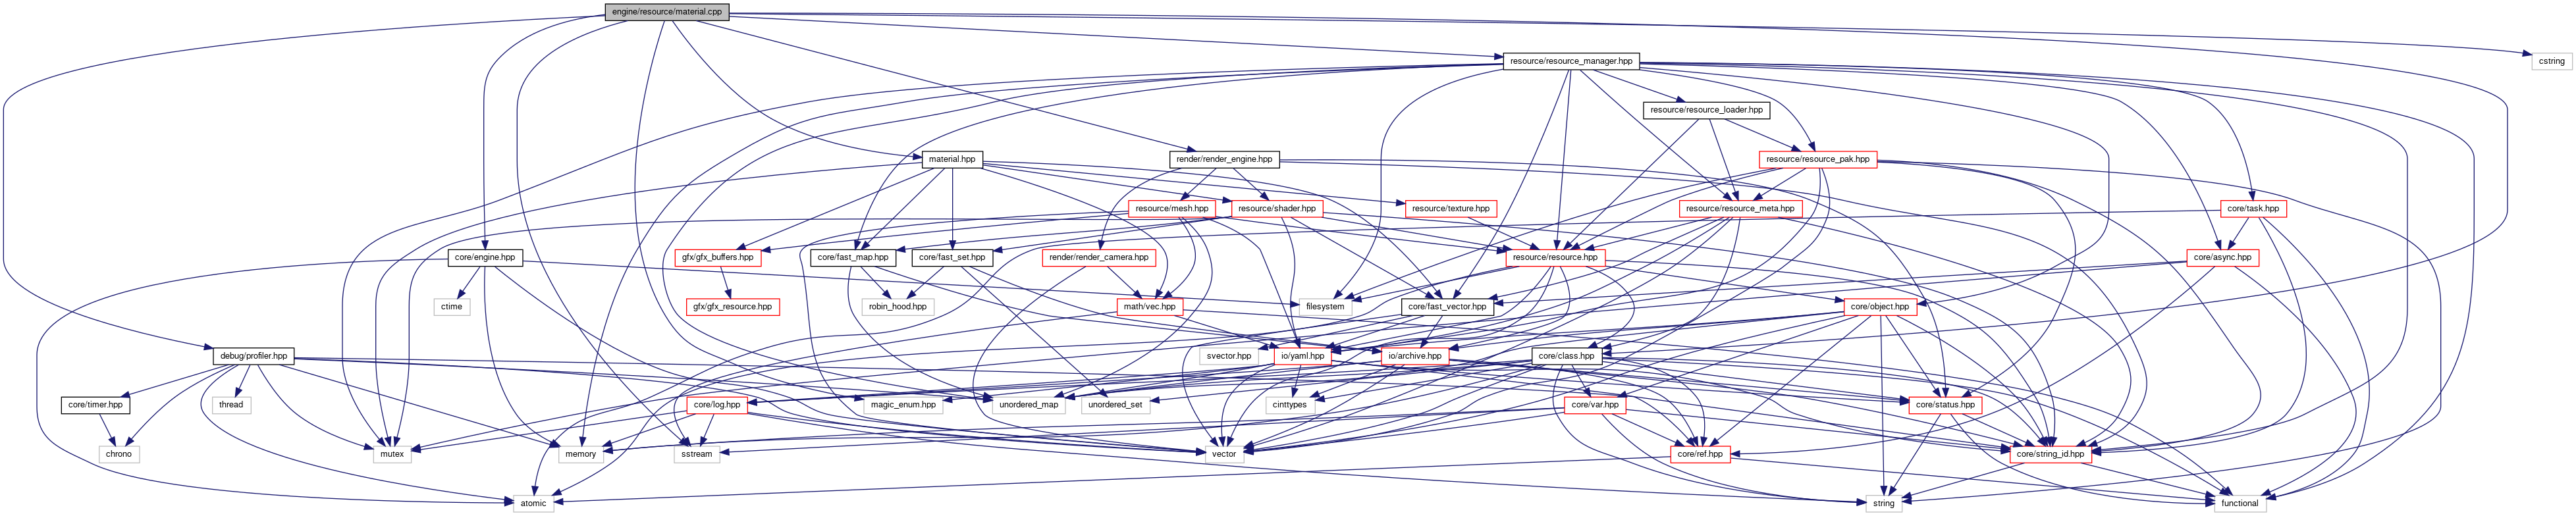 engine/resource/material.cpp
resource/resource_manager.hpp
cstring
resource/resource_loader.hpp
material.hpp
render/render_engine.hpp
resource/resource_pak.hpp
resource/mesh.hpp
resource/shader.hpp
resource/texture.hpp
resource/resource_meta.hpp
core/task.hpp
core/engine.hpp
gfx/gfx_buffers.hpp
core/fast_map.hpp
core/fast_set.hpp
render/render_camera.hpp
resource/resource.hpp
core/async.hpp
ctime
gfx/gfx_resource.hpp
robin_hood.hpp
math/vec.hpp
filesystem
core/fast_vector.hpp
core/object.hpp
debug/profiler.hpp
svector.hpp
io/yaml.hpp
io/archive.hpp
core/class.hpp
core/timer.hpp
thread
core/log.hpp
magic_enum.hpp
unordered_map
unordered_set
cinttypes
core/var.hpp
core/status.hpp
chrono
mutex
memory
sstream
vector
core/ref.hpp
core/string_id.hpp
atomic
string
functional